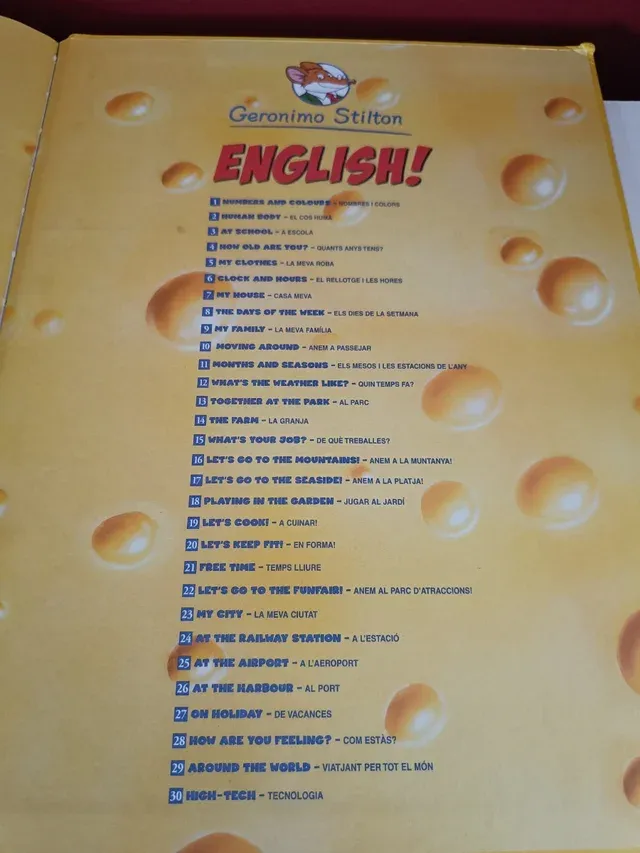 Geronimo Stilton
ENGLISH!
1 NUMBERS AND COLOURS – NOMBRES I COLORS
2 HUMAN BODY – EL COS HUMÀ
3 AT SCHOOL – A ESCOLA
4 HOW OLD ARE YOU? – QUANTS ANYS TENS?
5 MY CLOTHES – LA MEVA ROBA
6 CLOCK AND HOURS – EL RELLOTGE I LES HORES
7 MY HOUSE – CASA MEVA
8 THE DAYS OF THE WEEK – ELS DIES DE LA SETMANA
9 MY FAMILY – LA MEVA FAMÍLIA
10 MOVING AROUND – ANEM A PASSEJAR
11 MONTHS AND SEASONS – ELS MESOS I LES ESTACIONS DE L'ANY
12 WHAT'S THE WEATHER LIKE? – QUIN TEMPS FA?
13 TOGETHER AT THE PARK – AL PARC
14 THE FARM – LA GRANJA
15 WHAT'S YOUR JOB? – DE QUÈ TREBALLES?
16 LET'S GO TO THE MOUNTAINS! – ANEM A LA MUNTANYA!
17 LET'S GO TO THE SEASIDE! – ANEM A LA PLATJA!
18 PLAYING IN THE GARDEN – JUGAR AL JARDÍ
19 LET'S COOK! – A CUINAR!
20 LET'S KEEP FIT! – EN FORMA!
21 FREE TIME – TEMPS LLIURE
22 LET'S GO TO THE FUNFAIR! – ANEM AL PARC D'ATRACCIONS!
23 MY CITY – LA MEVA CIUTAT
24 AT THE RAILWAY STATION – A L'ESTACIÓ
25 AT THE AIRPORT – A L'AEROPORT
26 AT THE HARBOUR – AL PORT
27 ON HOLIDAY – DE VACANCES
28 HOW ARE YOU FEELING? – COM ESTÀS?
29 AROUND THE WORLD – VIATJANT PER TOT EL MÓN
30 HIGH-TECH – TECNOLOGIA